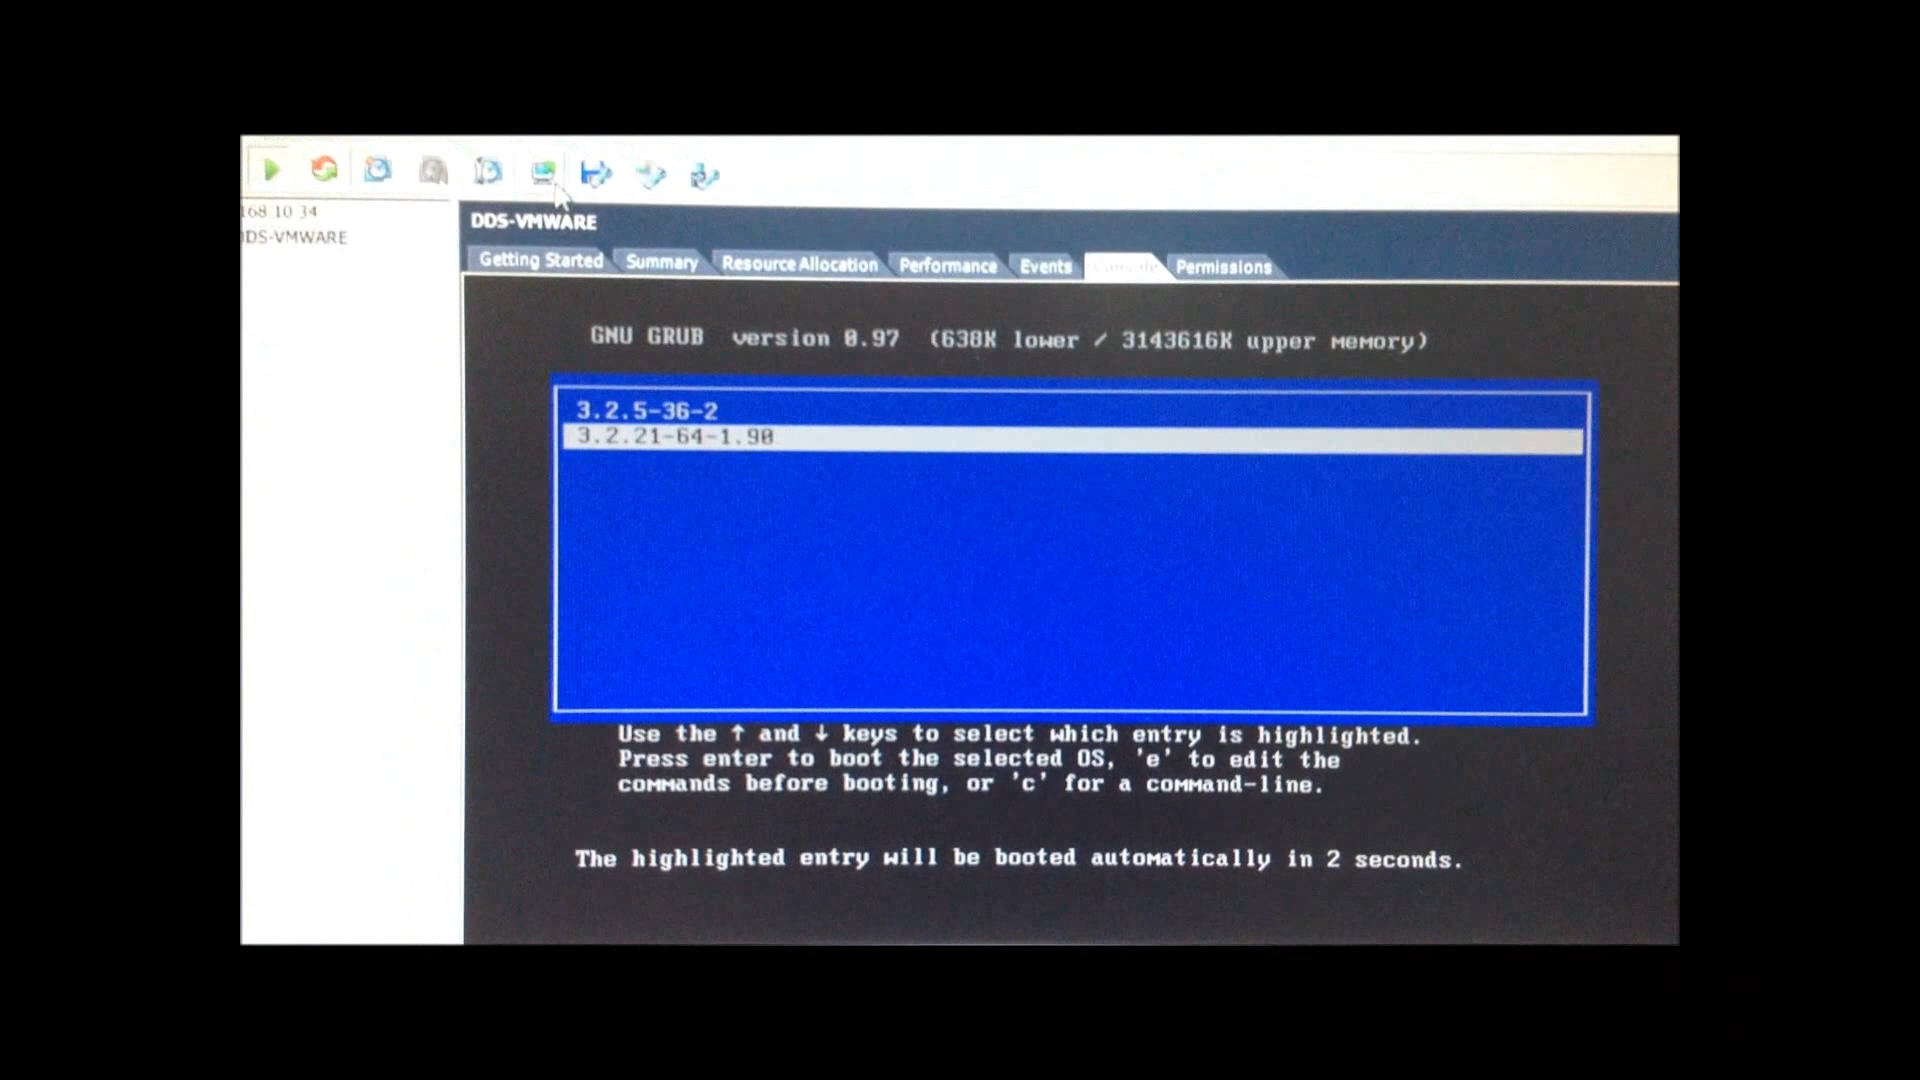 168 10 34
DDS-VMWARE
DDS-VMWARE
Getting Started Summary Resource Allocation Performance Events Console Permissions
GNU GRUB version 0.97 (638K lower / 3143616K upper memory)
3.2.5-36-2
3.2.21-64-1.90
Use the ↑ and ↓ keys to select which entry is highlighted.
Press enter to boot the selected OS, 'e' to edit the
commands before booting, or 'c' for a command-line.
The highlighted entry will be booted automatically in 2 seconds.